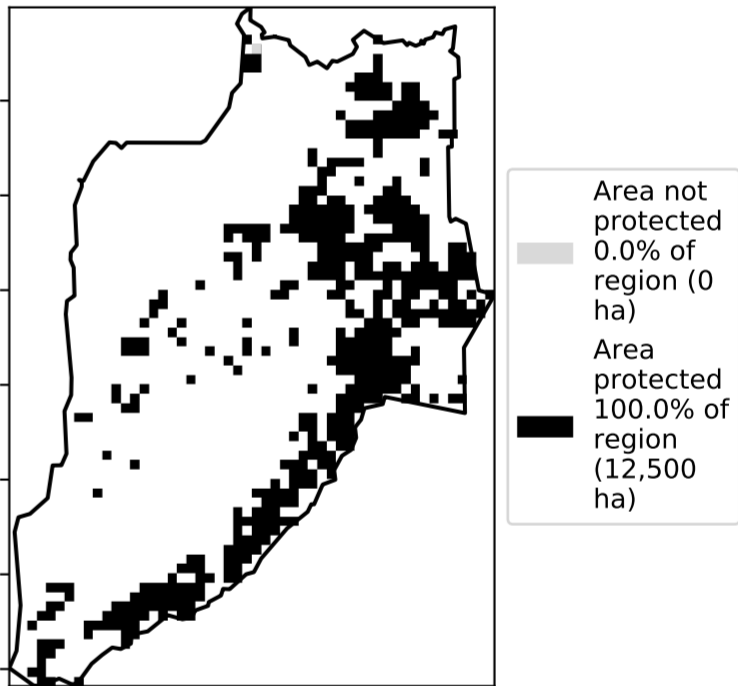 Area not
protected
0.0% of
region (0
ha)
Area
protected
100.0% of
region
(12,500
ha)